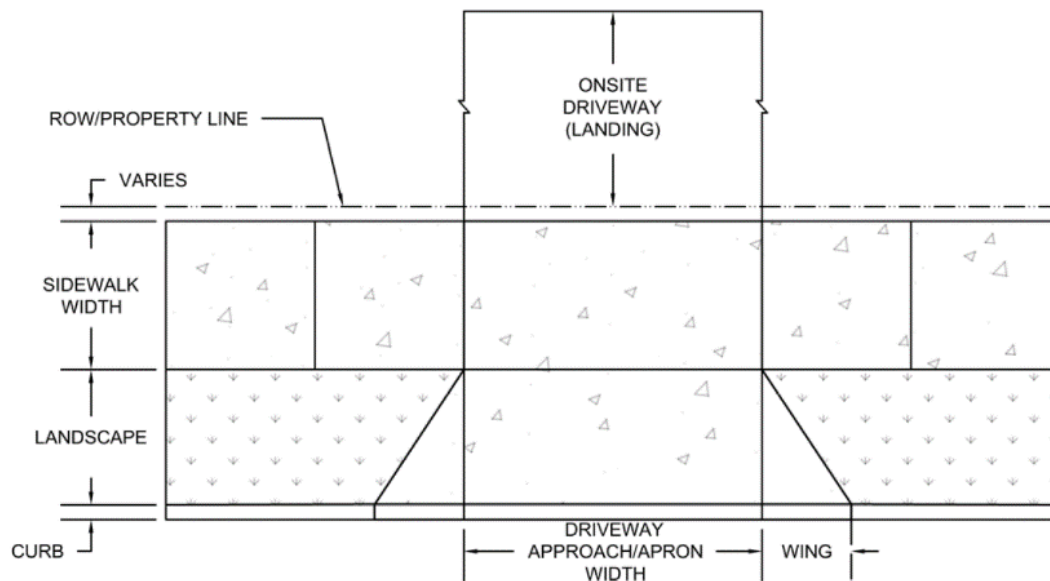 ONSITE
DRIVEWAY
(LANDING)
ROW/PROPERTY LINE
VARIES
SIDEWALK
WIDTH
LANDSCAPE
CURB
DRIVEWAY
APPROACH/APRON
WIDTH
WING